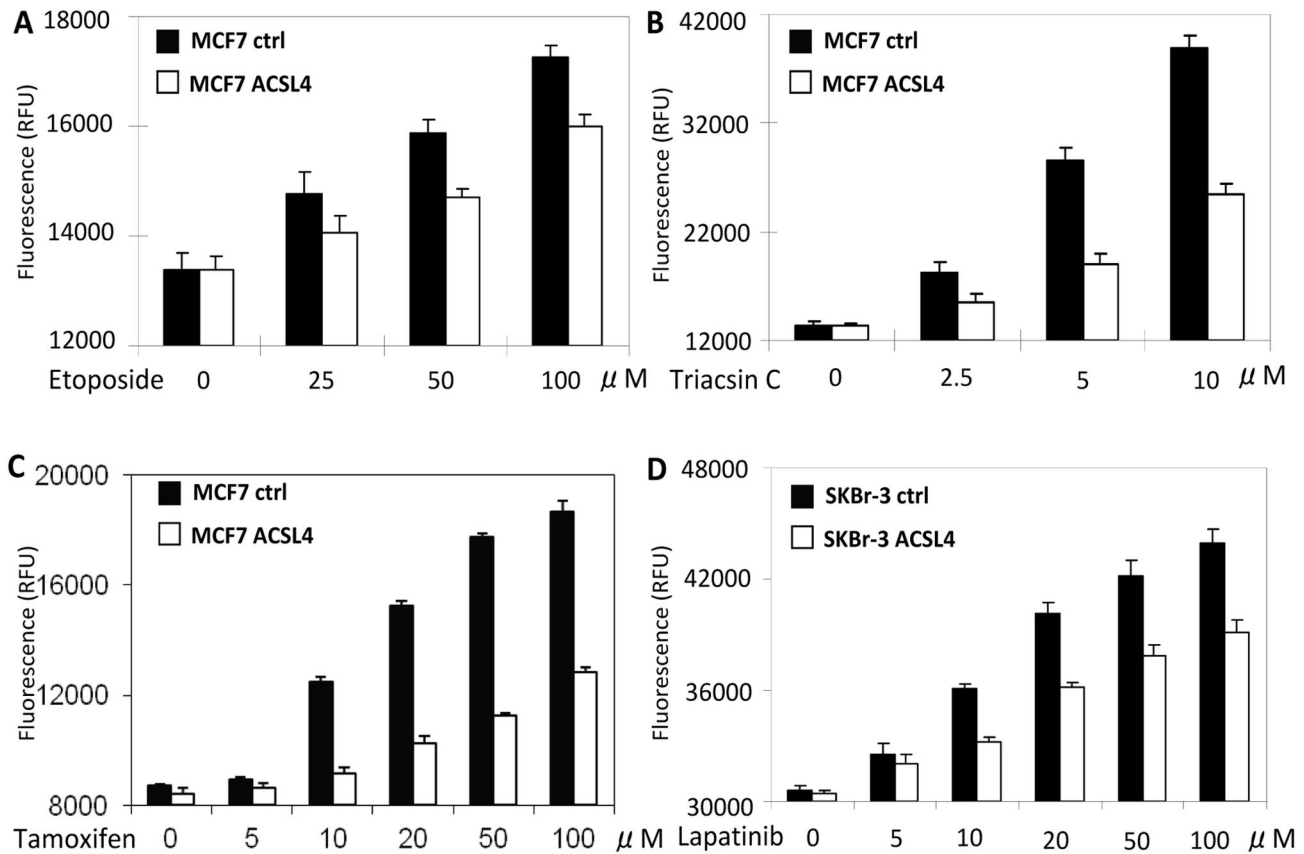 A
18000
16000
14000
12000
Fluorescence (RFU)
MCF7 ctrl
MCF7 ACSL4
Etoposide 0 25 50 100 μ M
B
42000
32000
22000
12000
Fluorescence (RFU)
MCF7 ctrl
MCF7 ACSL4
Triacsin C 0 2.5 5 10 μ M
C
20000
16000
12000
8000
Fluorescence (RFU)
MCF7 ctrl
MCF7 ACSL4
Tamoxifen 0 5 10 20 50 100 μ M
D
48000
42000
36000
30000
Fluorescence (RFU)
SKBr-3 ctrl
SKBr-3 ACSL4
Lapatinib 0 5 10 20 50 100 μ M